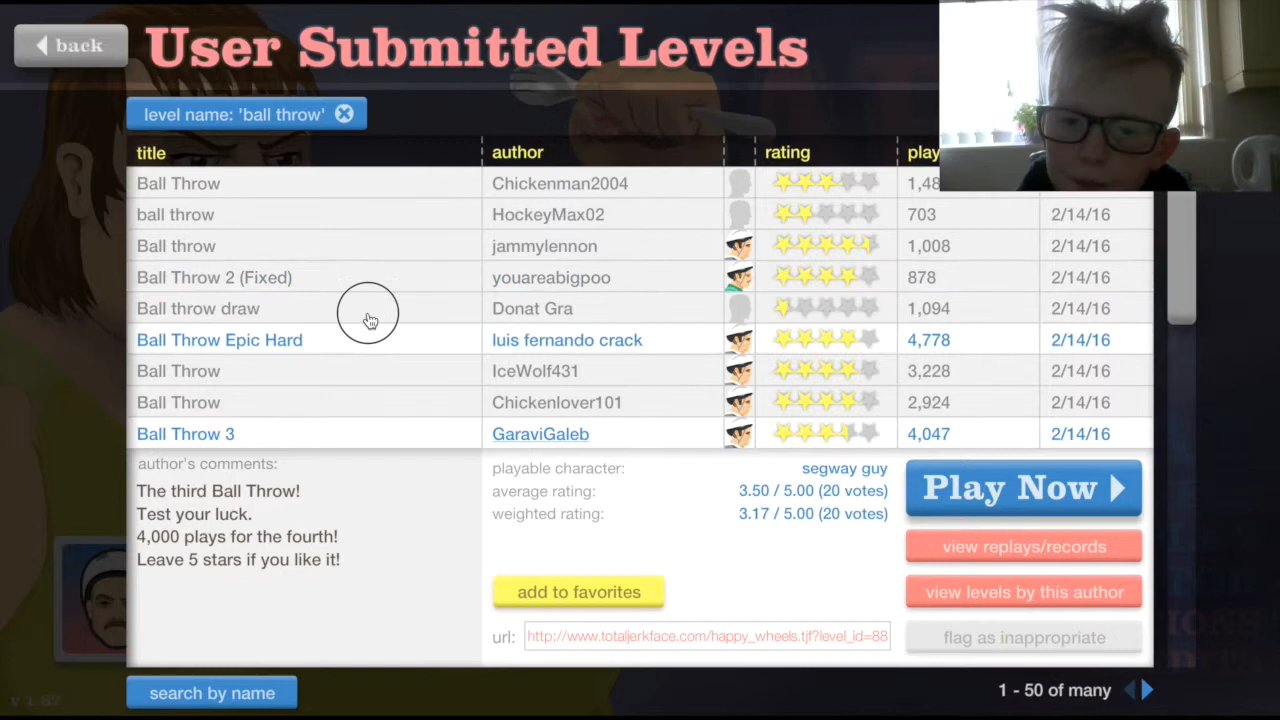 back
User Submitted Levels
level name: 'ball throw'
title author rating play
Ball Throw Chickenman2004 1,48
ball throw HockeyMax02 703 2/14/16
Ball throw jammylennon 1,008 2/14/16
Ball Throw 2 (Fixed) youareabigpoo 878 2/14/16
Ball throw draw Donat Gra 1,094 2/14/16
Ball Throw Epic Hard luis fernando crack 4,778 2/14/16
Ball Throw IceWolf431 3,228 2/14/16
Ball Throw Chickenlover101 2,924 2/14/16
Ball Throw 3 GaraviGaleb 4,047 2/14/16
author's comments:
The third Ball Throw!
Test your luck.
4,000 plays for the fourth!
Leave 5 stars if you like it!
playable character: segway guy
average rating: 3.50 / 5.00 (20 votes)
weighted rating: 3.17 / 5.00 (20 votes)
add to favorites
url: http://www.totaljerkface.com/happy_wheels.tjf?level_id=88
Play Now
view replays/records
view levels by this author
flag as inappropriate
search by name
1 - 50 of many
v 1.87